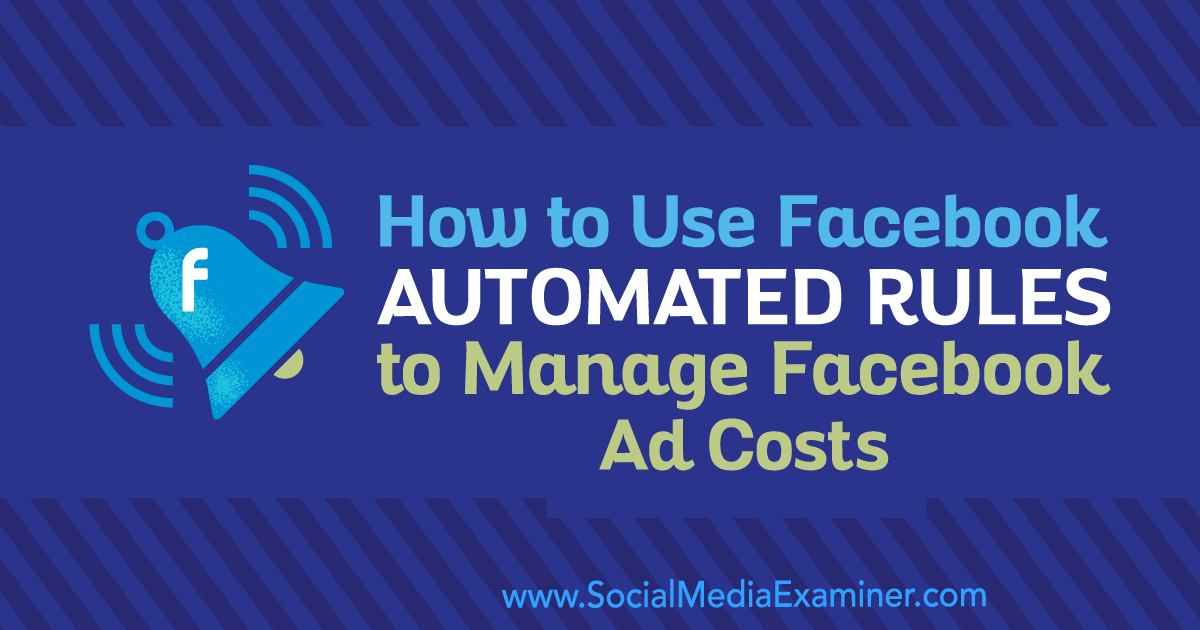 f
How to Use Facebook
AUTOMATED RULES
to Manage Facebook
Ad Costs
www.SocialMediaExaminer.com